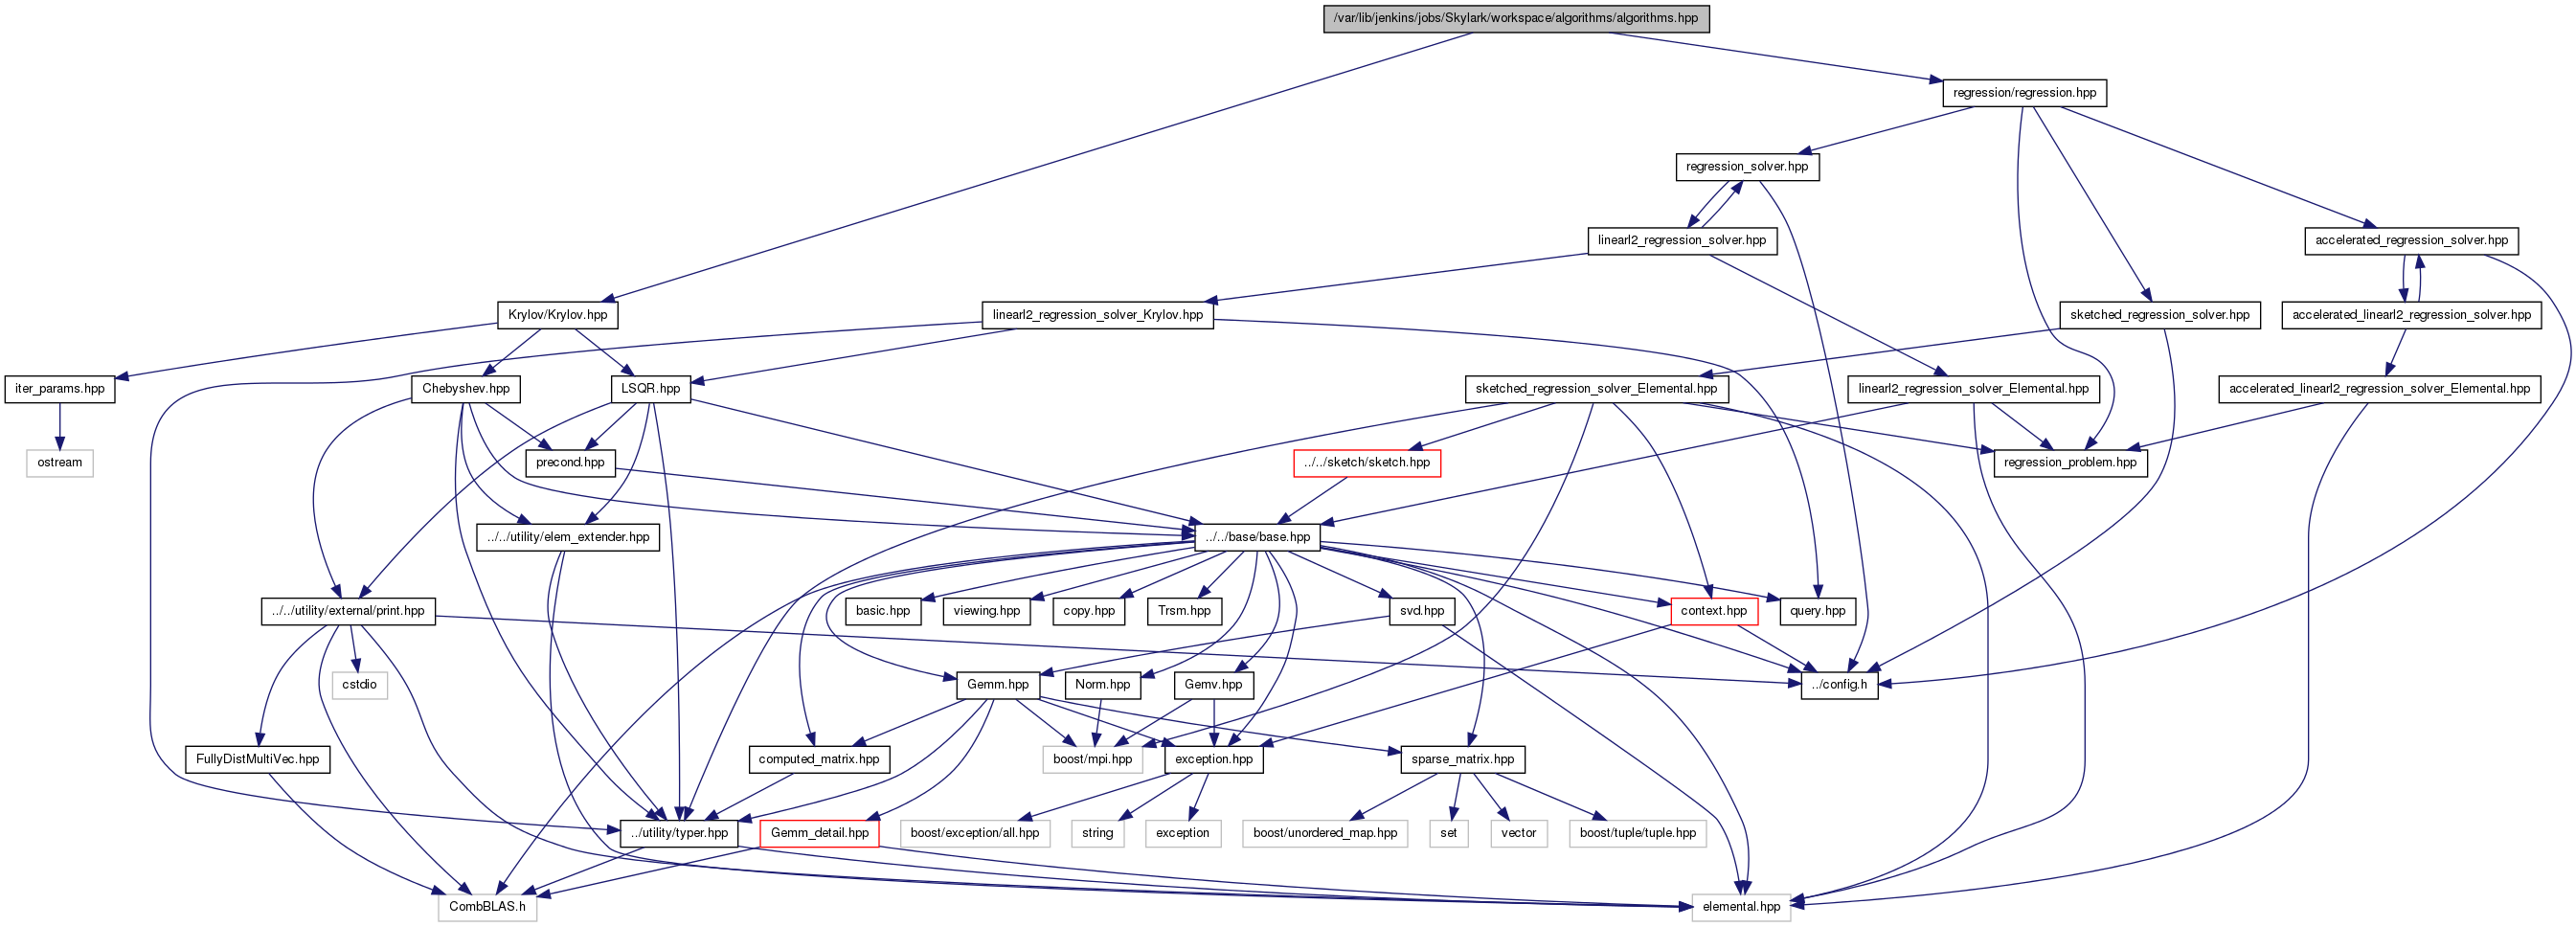 /var/lib/jenkins/jobs/Skylark/workspace/algorithms/algorithms.hpp
regression/regression.hpp
regression_solver.hpp
linearl2_regression_solver.hpp
accelerated_regression_solver.hpp
Krylov/Krylov.hpp
linearl2_regression_solver_Krylov.hpp
sketched_regression_solver.hpp
accelerated_linearl2_regression_solver.hpp
iter_params.hpp
Chebyshev.hpp
LSQR.hpp
sketched_regression_solver_Elemental.hpp
linearl2_regression_solver_Elemental.hpp
accelerated_linearl2_regression_solver_Elemental.hpp
ostream
precond.hpp
../../sketch/sketch.hpp
regression_problem.hpp
../../utility/elem_extender.hpp
../../base/base.hpp
../../utility/external/print.hpp
basic.hpp
viewing.hpp
copy.hpp
Trsm.hpp
svd.hpp
context.hpp
query.hpp
cstdio
Gemm.hpp
Norm.hpp
Gemv.hpp
../config.h
FullyDistMultiVec.hpp
computed_matrix.hpp
boost/mpi.hpp
exception.hpp
sparse_matrix.hpp
../utility/typer.hpp
Gemm_detail.hpp
boost/exception/all.hpp
string
exception
boost/unordered_map.hpp
set
vector
boost/tuple/tuple.hpp
CombBLAS.h
elemental.hpp